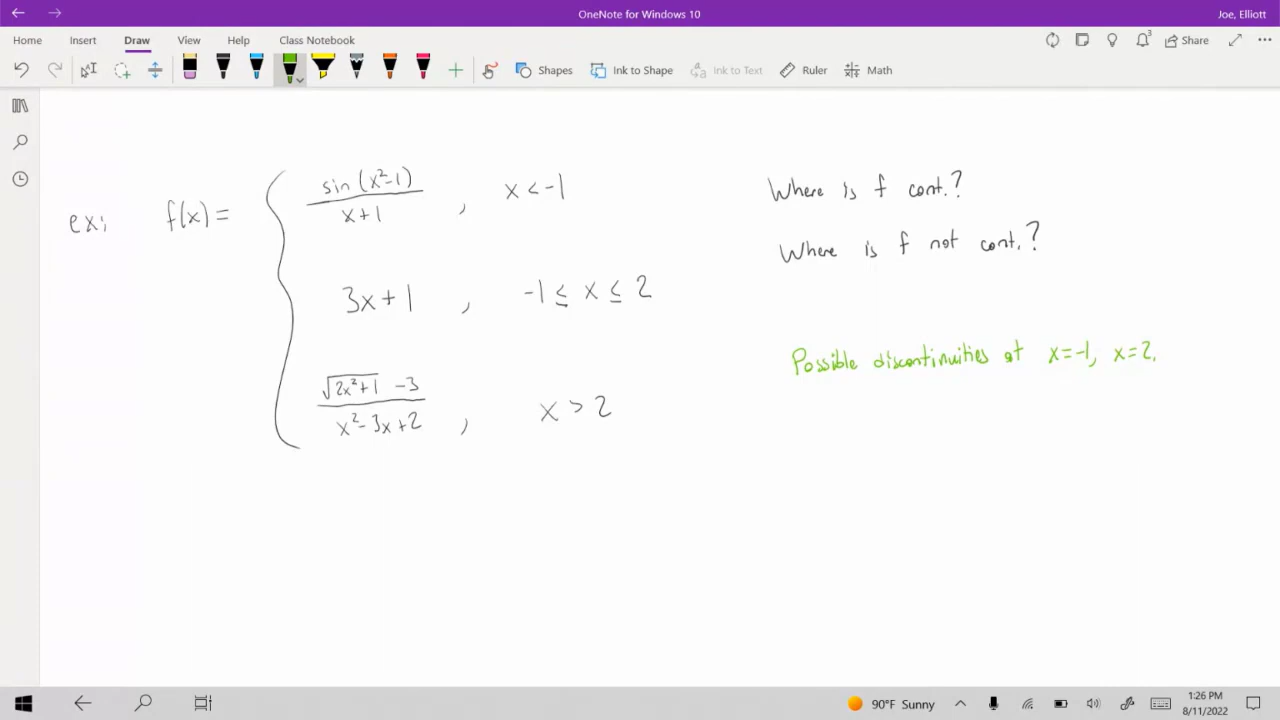 OneNote for Windows 10
Joe, Elliott
Home Insert Draw View Help Class Notebook
3
Share
Shapes Ink to Shape Ink to Text Ruler Math
ex: f(x) = { sin (x²-1) / x+1 , x < -1
3x+1 , -1 ≤ x ≤ 2
√2x²+1 -3 / x²-3x+2 , x > 2
Where is f cont.?
Where is f not cont.?
Possible discontinuities at x=-1, x=2.
90°F Sunny
1:26 PM
8/11/2022